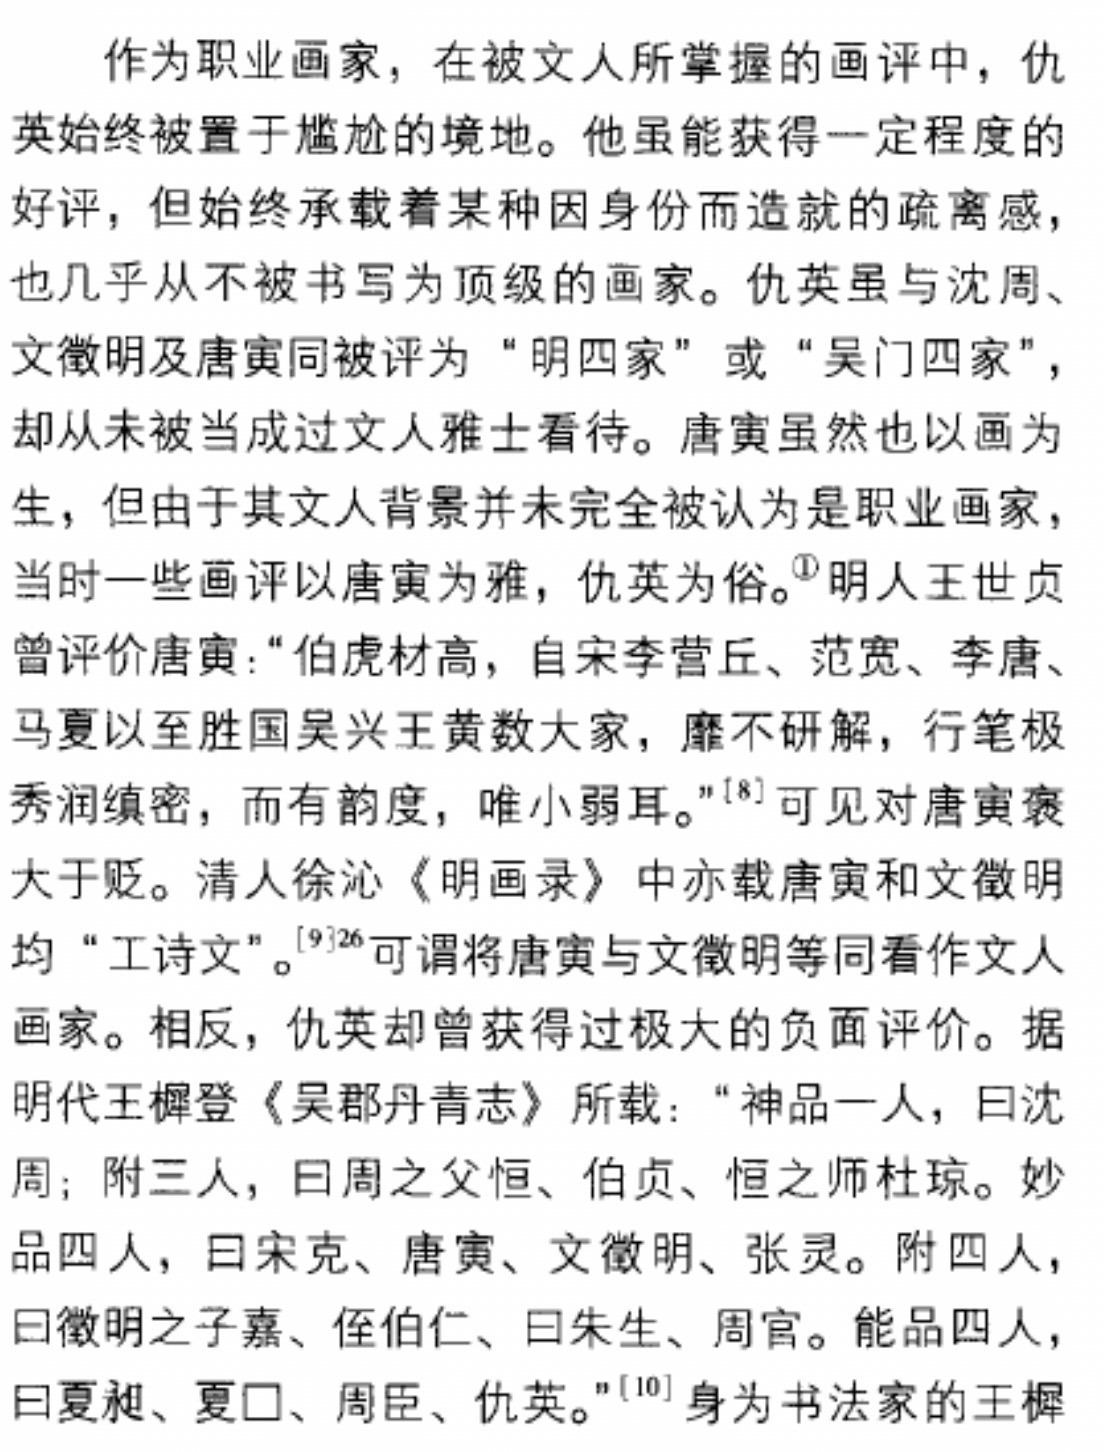 作为职业画家，在被文人所掌握的画评中，仇
英始终被置于尴尬的境地。他虽能获得一定程度的
好评，但始终承载着某种因身份而造就的疏离感，
也几乎从不被书写为顶级的画家。仇英虽与沈周、
文徵明及唐寅同被评为“明四家”或“吴门四家”，
却从未被当成过文人雅士看待。唐寅虽然也以画为
生，但由于其文人背景并未完全被认为是职业画家，
当时一些画评以唐寅为雅，仇英为俗。①明人王世贞
曾评价唐寅：“伯虎材高，自宋李营丘、范宽、李唐、
马夏以至胜国吴兴王黄数大家，靡不研解，行笔极
秀润缜密，而有韵度，唯小弱耳。”[8]可见对唐寅褒
大于贬。清人徐沁《明画录》中亦载唐寅和文徵明
均“工诗文”。[9]26可谓将唐寅与文徵明等同看作文人
画家。相反，仇英却曾获得过极大的负面评价。据
明代王樨登《吴郡丹青志》所载：“神品一人，曰沈
周；附三人，曰周之父恒、伯贞、恒之师杜琼。妙
品四人，曰宋克、唐寅、文徵明、张灵。附四人，
曰徵明之子嘉、侄伯仁、曰朱生、周官。能品四人，
曰夏昶、夏□、周臣、仇英。”[10]身为书法家的王樨